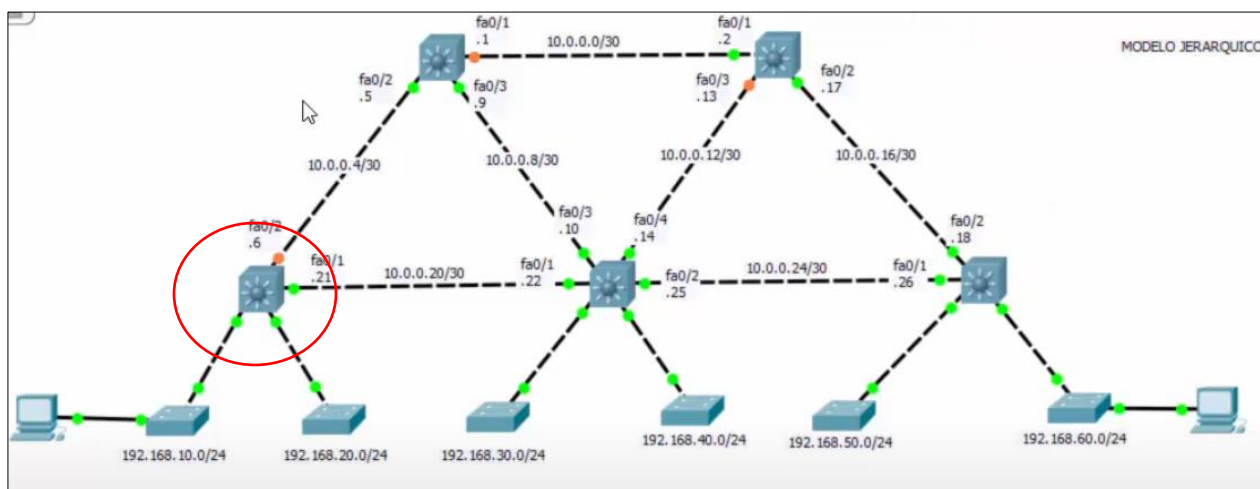 fa0/1
.1
10.0.0.0/30
fa0/1
.2
MODELO JERARQUICO
fa0/2
.5
fa0/3
.9
fa0/3
.13
fa0/2
.17
10.0.0.4/30
10.0.0.8/30
10.0.0.12/30
10.0.0.16/30
fa0/2
.6
fa0/1
.21
10.0.0.20/30
fa0/3
.10
fa0/1
.22
fa0/4
.14
fa0/2
.25
10.0.0.24/30
fa0/2
.18
fa0/1
.26
192.168.10.0/24
192.168.20.0/24
192.168.30.0/24
192.168.40.0/24
192.168.50.0/24
192.168.60.0/24